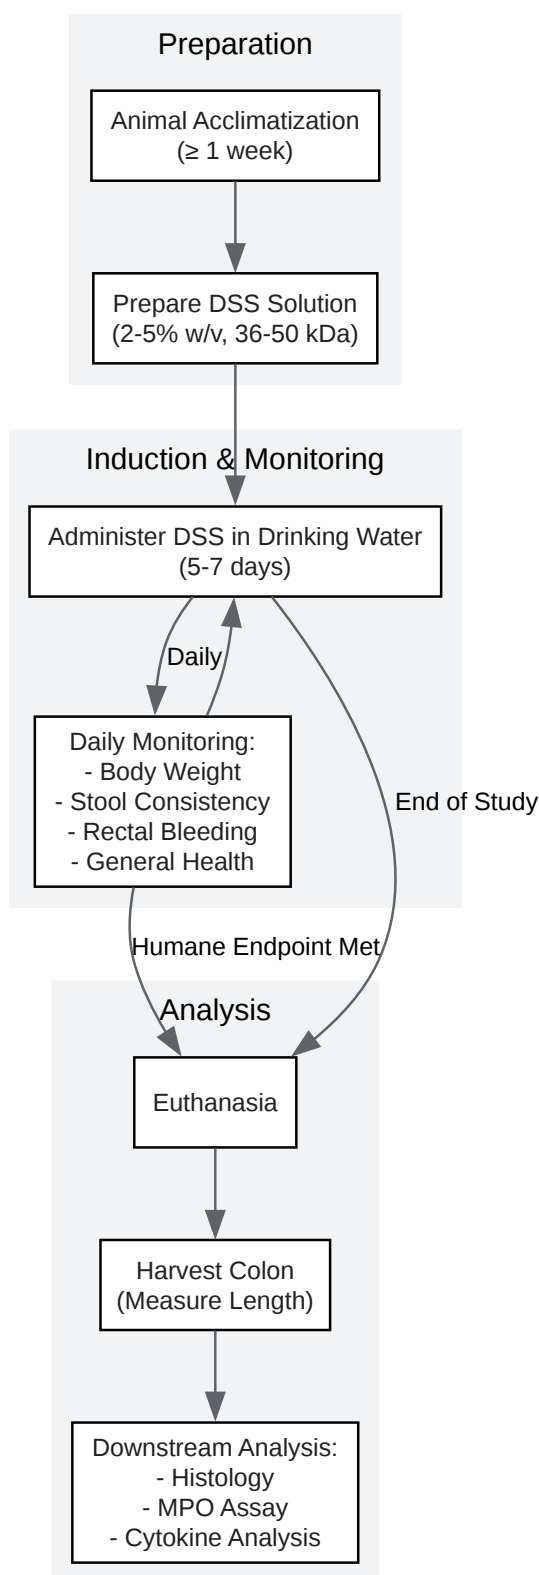 Preparation
Animal Acclimatization
(≥ 1 week)
Prepare DSS Solution
(2-5% w/v, 36-50 kDa)
Induction & Monitoring
Administer DSS in Drinking Water
(5-7 days)
Daily
Daily Monitoring:
- Body Weight
- Stool Consistency
- Rectal Bleeding
- General Health
End of Study
Humane Endpoint Met
Analysis
Euthanasia
Harvest Colon
(Measure Length)
Downstream Analysis:
- Histology
- MPO Assay
- Cytokine Analysis